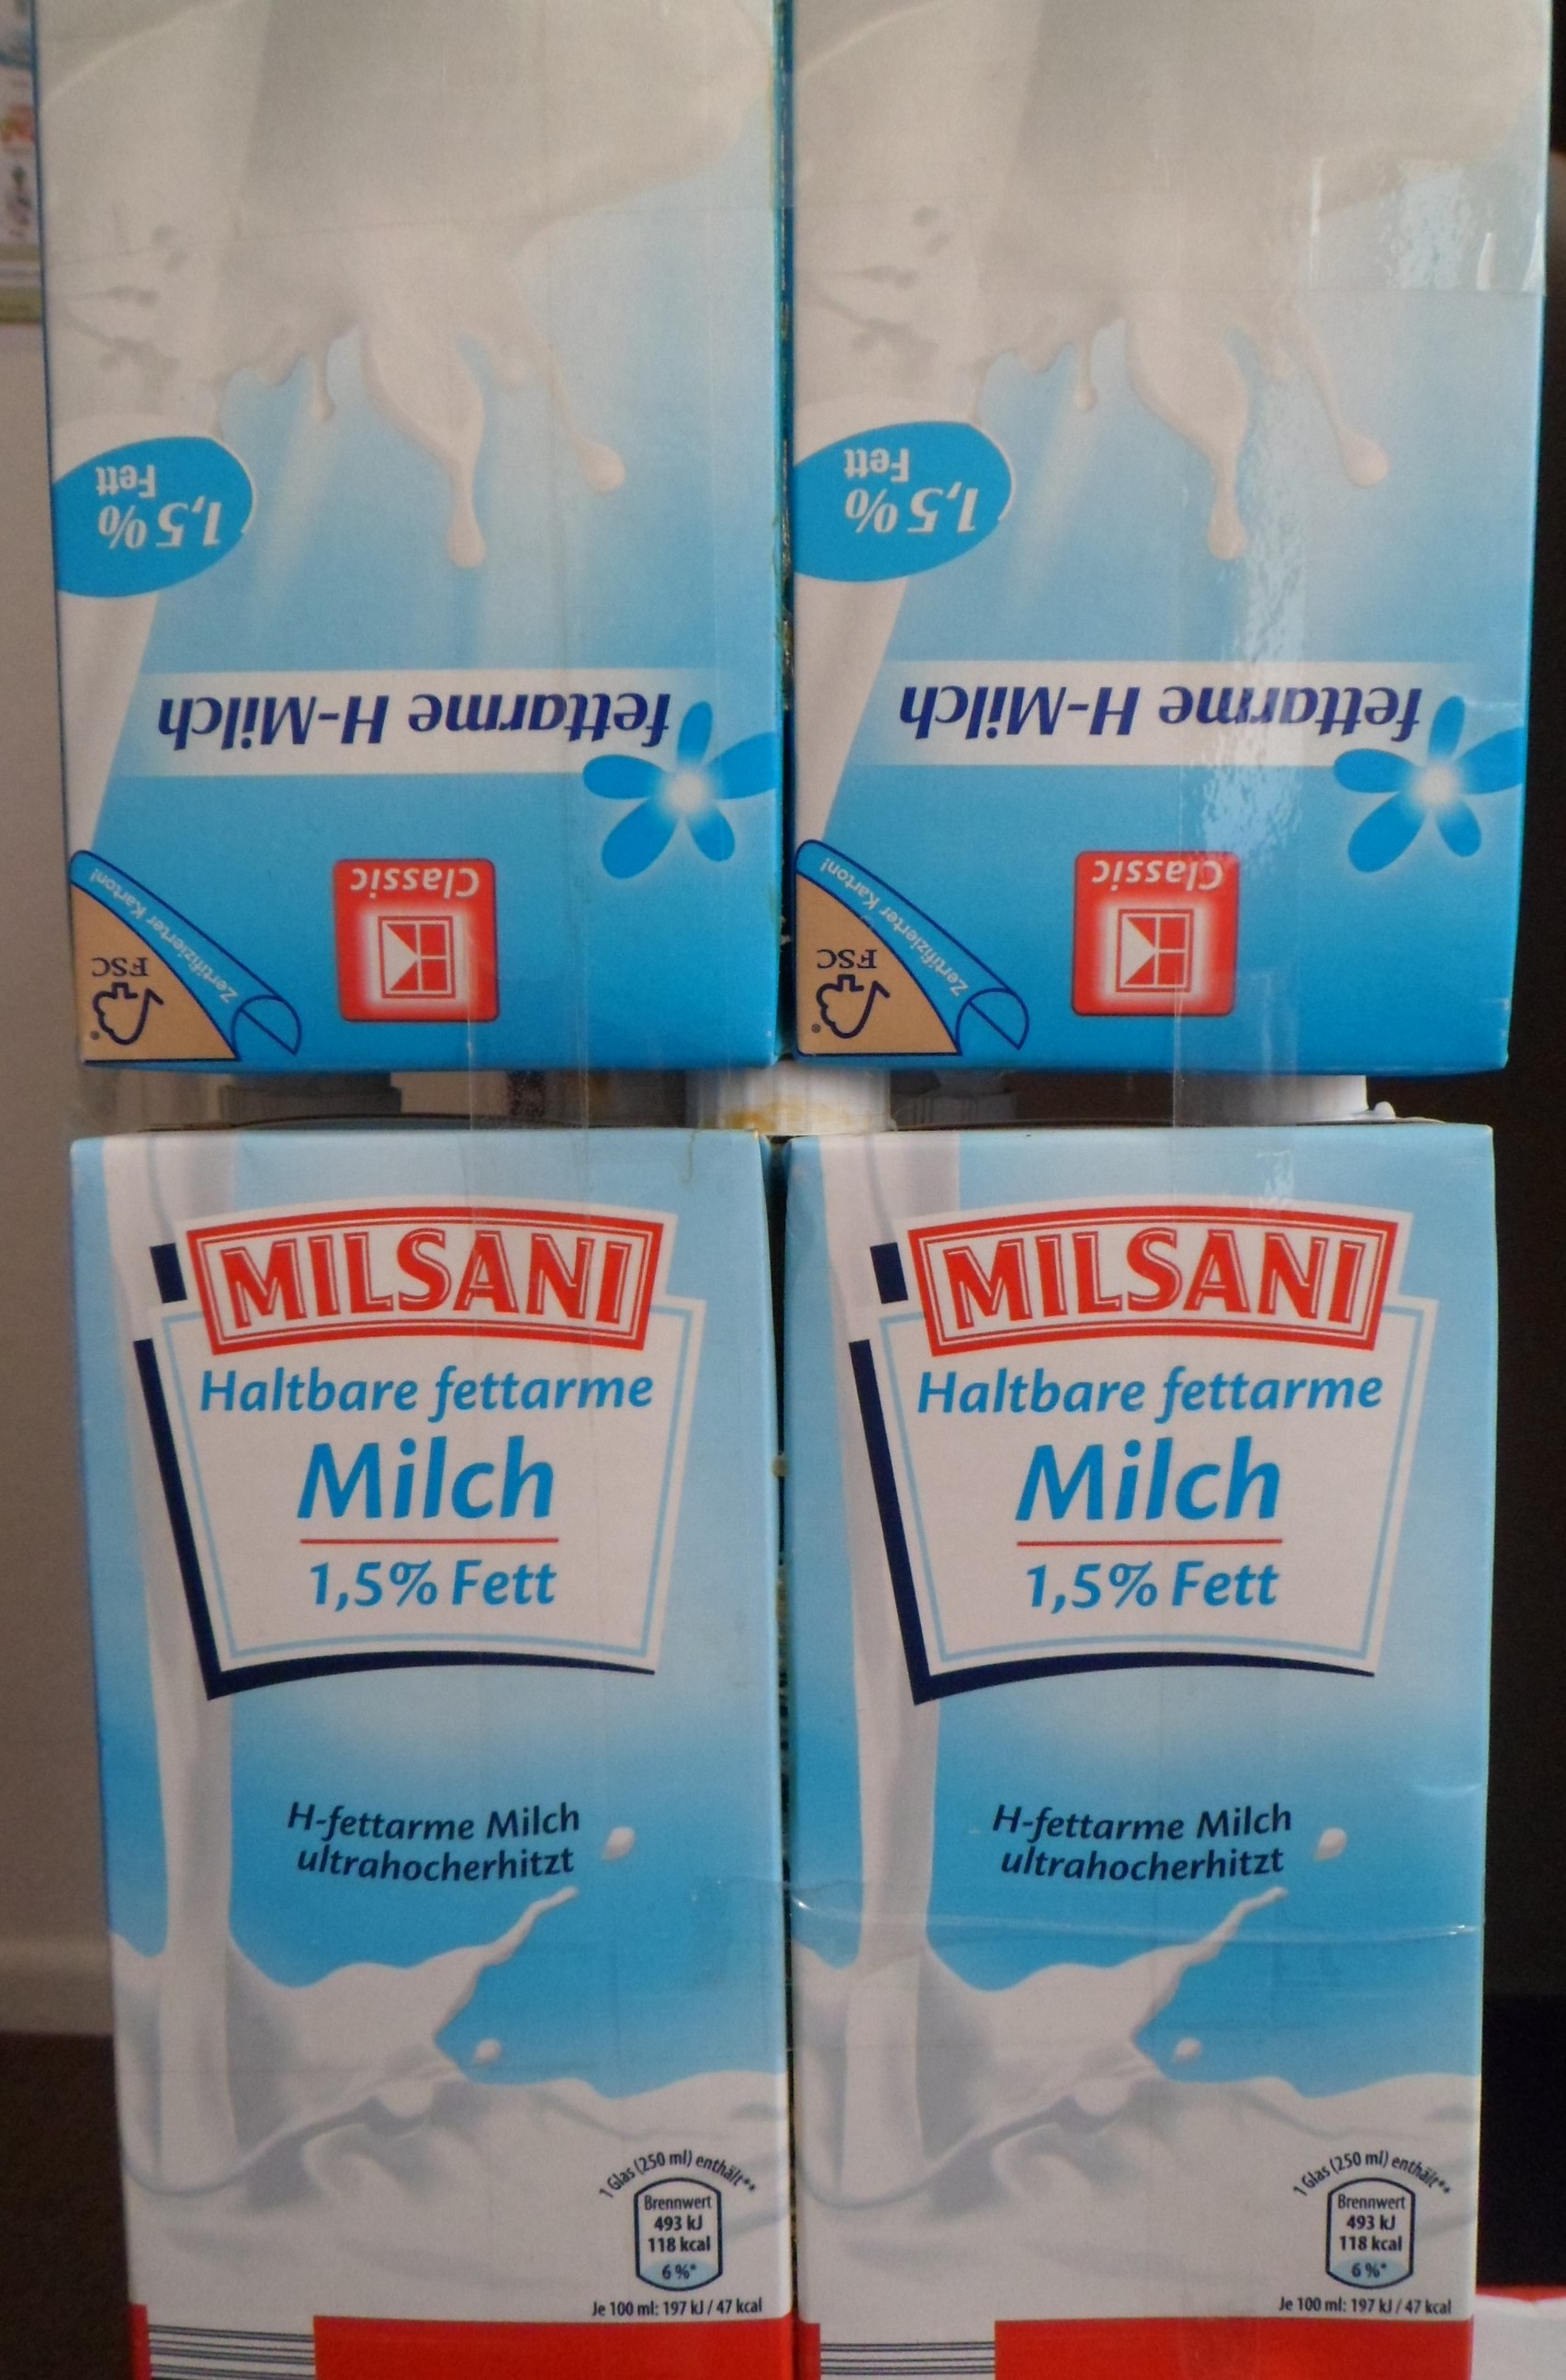 fettarme H-Milch
1,5%
Fett
Classic
Zertifizierter Karton!
FSC
fettarme H-Milch
1,5%
Fett
Classic
Zertifizierter Karton!
FSC
MILSANI
Haltbare fettarme
Milch
1,5% Fett
H-fettarme Milch
ultrahocherhitzt
1 Glas (250 ml) enthält**
Brennwert
493 kJ
118 kcal
6%*
Je 100 ml: 197 kJ / 47 kcal
MILSANI
Haltbare fettarme
Milch
1,5% Fett
H-fettarme Milch
ultrahocherhitzt
1 Glas (250 ml) enthält**
Brennwert
493 kJ
118 kcal
6%*
Je 100 ml: 197 kJ / 47 kcal